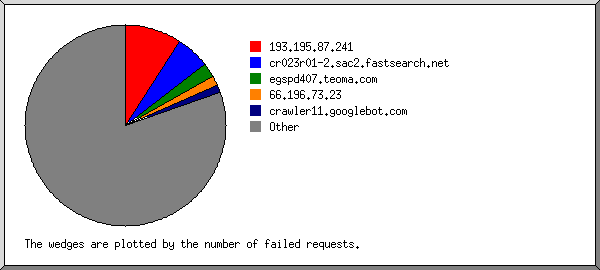 193.195.87.241
cr023r01-2.sac2.fastsearch.net
egspd407.teoma.com
66.196.73.23
crawler11.googlebot.com
Other
The wedges are plotted by the number of failed requests.